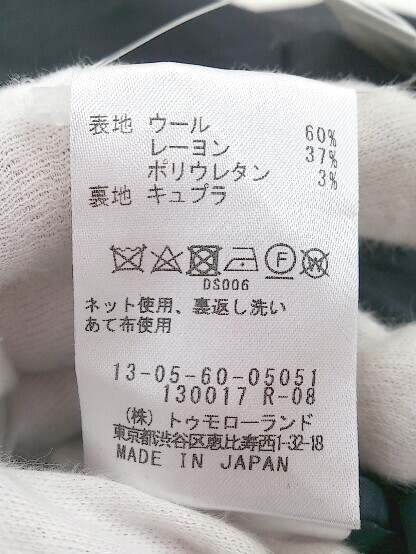 表地 ウール 60%
レーヨン 37%
ポリウレタン 3%
裏地 キュプラ
F W
DS006
ネット使用、裏返し洗い
あて布使用
13-05-60-05051
130017 R-08
(株) トゥモローランド
東京都渋谷区恵比寿西1-32-18
MADE IN JAPAN